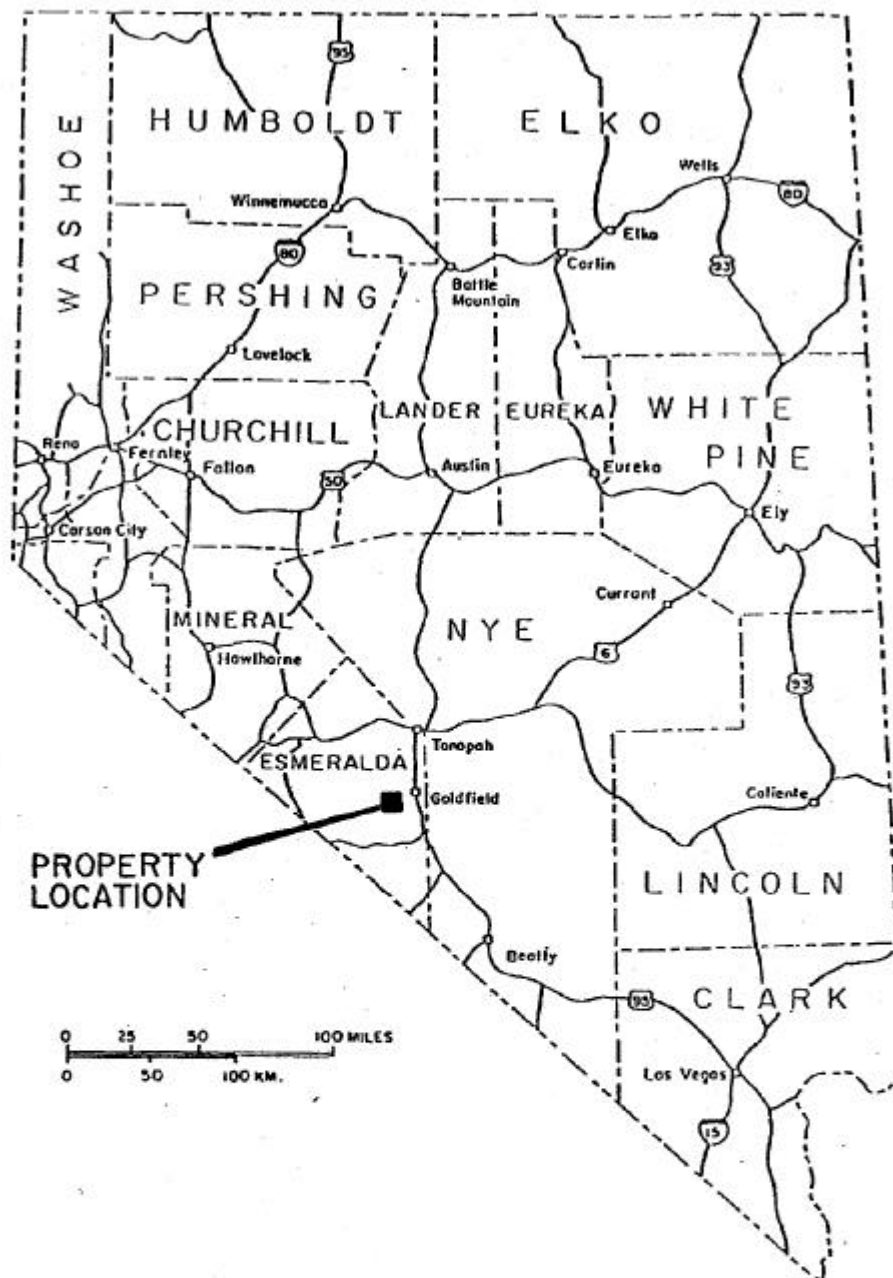 95
HUMBOLDT
ELKO
WASHOE
Wells
80
Winnemucca
Elko
80
Carlin
93
Battle
Mountain
PERSHING
Lovelock
LANDER
EUREKA
WHITE
PINE
CHURCHILL
Reno
Fernley
Fallon
50
Austin
Eureka
Ely
Carson City
Currant
MINERAL
NYE
Hawthorne
6
93
Tonopah
ESMERALDA
Goldfield
Caliente
PROPERTY
LOCATION
LINCOLN
Beatty
95
CLARK
0 25 50 100 MILES
0 50 100 KM.
Las Vegas
15